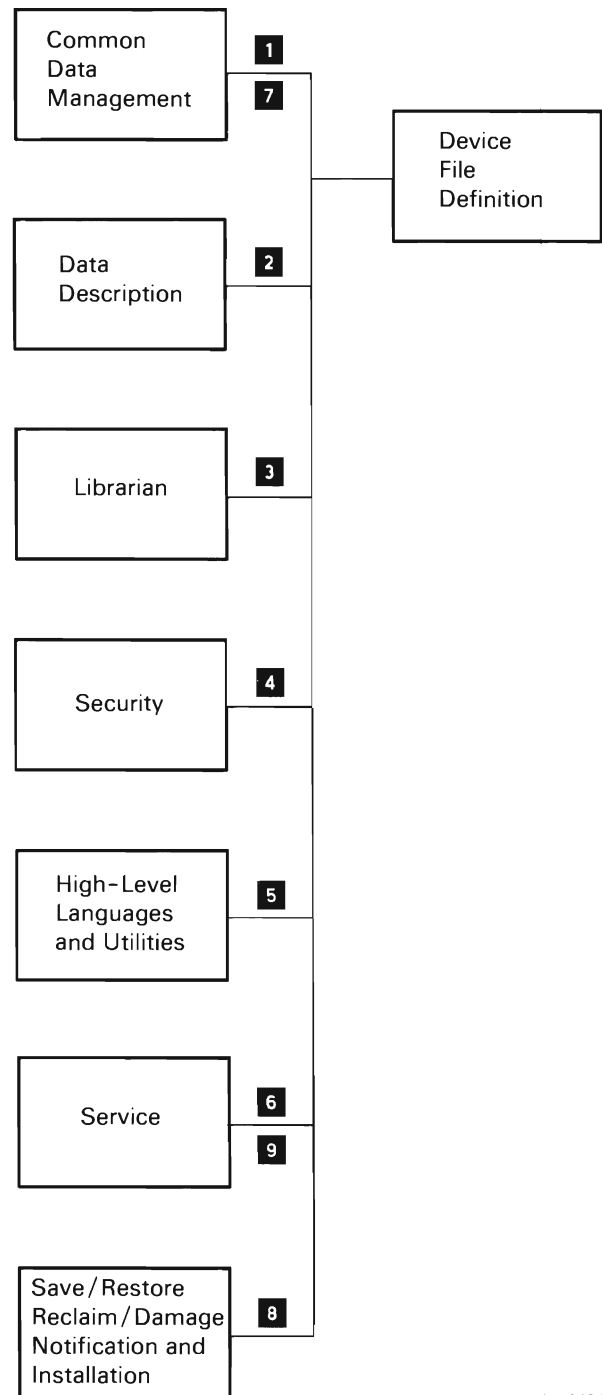 Common
Data
Management
1
7
Device
File
Definition
Data
Description
2
Librarian
3
Security
4
High-Level
Languages
and Utilities
5
Service
6
9
Save/Restore
Reclaim/Damage
Notification and
Installation
8